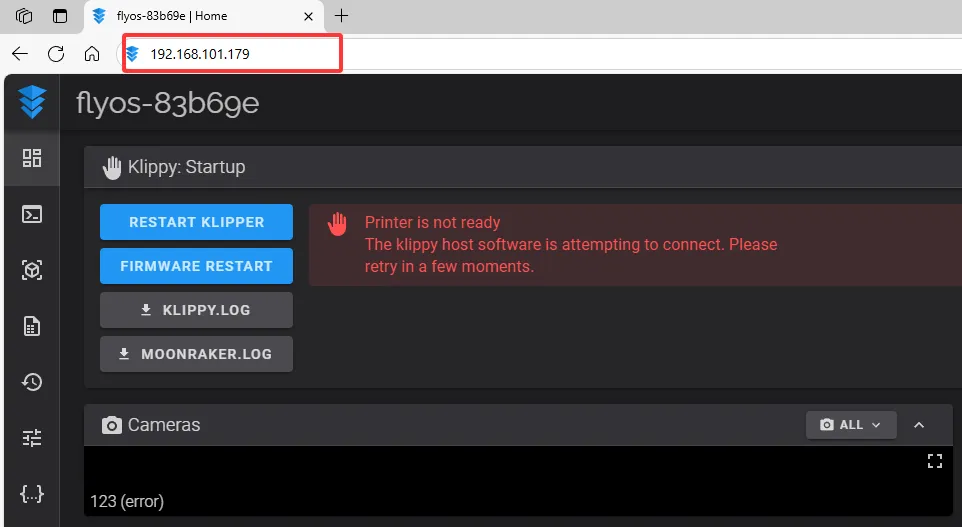 flyos-83b69e | Home
192.168.101.179
flyos-83b69e
Klippy: Startup
RESTART KLIPPER
FIRMWARE RESTART
KLIPPY.LOG
MOONRAKER.LOG
Printer is not ready
The klippy host software is attempting to connect. Please
retry in a few moments.
Cameras
ALL
123 (error)
{...}